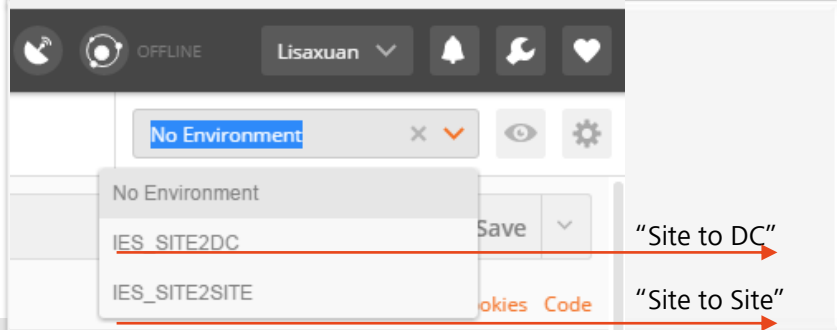 OFFLINE Lisaxuan
No Environment
No Environment
Save
IES_SITE2DC
"Site to DC"
IES_SITE2SITE
ookies Code
"Site to Site"